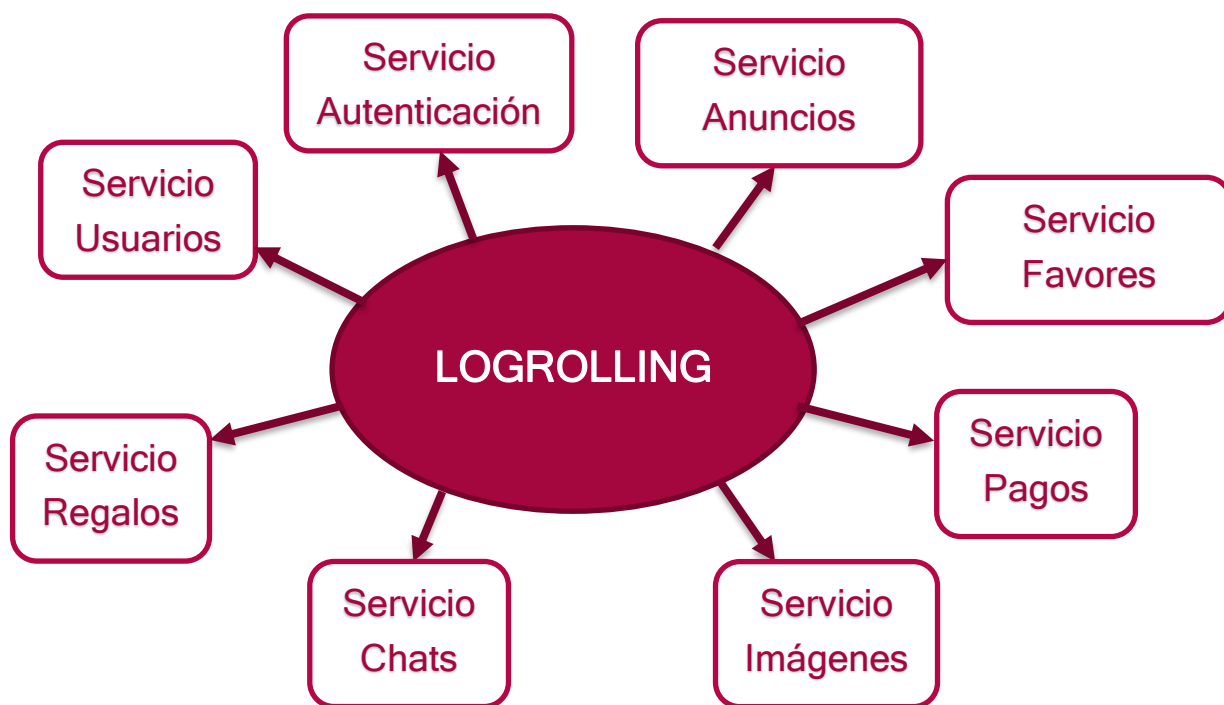 Servicio
Autenticación
Servicio
Anuncios
Servicio
Usuarios
Servicio
Favores
LOGROLLING
Servicio
Regalos
Servicio
Pagos
Servicio
Chats
Servicio
Imágenes